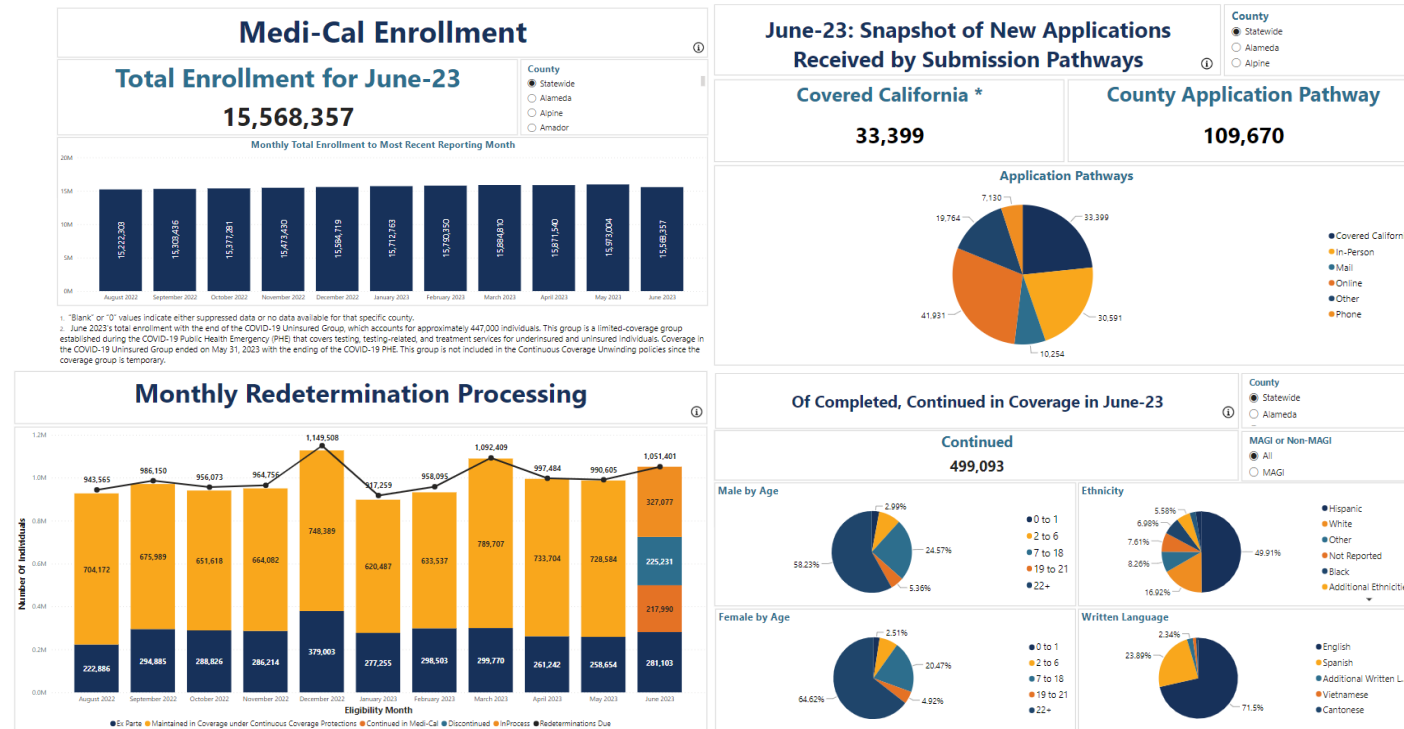 Medi-Cal Enrollment
Total Enrollment for June-23
15,568,357
County
Statewide
Alameda
Alpine
Amador
Monthly Total Enrollment to Most Recent Reporting Month
20M
15M
10M
5M
0M
15,222,303
15,303,436
15,377,281
15,473,430
15,584,719
15,712,763
15,790,350
15,884,810
15,871,540
15,973,004
15,568,357
August 2022
September 2022
October 2022
November 2022
December 2022
January 2023
February 2023
March 2023
April 2023
May 2023
June 2023
1. "Blank" or "0" values indicate either suppressed data or no data available for that specific county.
2. June 2023's total enrollment with the end of the COVID-19 Uninsured Group, which accounts for approximately 447,000 individuals. This group is a limited-coverage group
established during the COVID-19 Public Health Emergency (PHE) that covers testing, testing-related, and treatment services for underinsured and uninsured individuals. Coverage in
the COVID-19 Uninsured Group ended on May 31, 2023 with the ending of the COVID-19 PHE. This group is not included in the Continuous Coverage Unwinding policies since the
coverage group is temporary.
June-23: Snapshot of New Applications
Received by Submission Pathways
County
Statewide
Alameda
Alpine
Covered California *
33,399
County Application Pathway
109,670
Application Pathways
7,130
33,399
19,764
41,931
30,591
10,254
Covered Californ
In-Person
Mail
Online
Other
Phone
Monthly Redetermination Processing
1.2M
1.0M
0.8M
0.6M
0.4M
0.2M
0.0M
Number Of Individuals
943,565
986,150
956,073
964,756
1,149,508
917,259
958,095
1,092,409
997,484
990,605
1,051,401
704,172
675,989
651,618
664,082
748,389
620,487
633,537
789,707
733,704
728,584
327,077
225,231
217,990
222,886
294,885
288,826
286,214
379,003
277,255
298,503
299,770
261,242
258,654
281,103
August 2022
September 2022
October 2022
November 2022
December 2022
January 2023
February 2023
March 2023
April 2023
May 2023
June 2023
Eligibility Month
Ex Parte Maintained in Coverage under Continuous Coverage Protections Continued in Medi-Cal Discontinued InProcess Redeterminations Due
Of Completed, Continued in Coverage in June-23
County
Statewide
Alameda
Continued
499,093
MAGI or Non-MAGI
All
MAGI
Male by Age
2.99%
24.57%
5.36%
58.23%
0 to 1
2 to 6
7 to 18
19 to 21
22+
Ethnicity
5.58%
6.98%
7.61%
8.26%
16.92%
49.91%
Hispanic
White
Other
Not Reported
Black
Additional Ethnicitie
Female by Age
2.51%
20.47%
4.92%
64.62%
0 to 1
2 to 6
7 to 18
19 to 21
22+
Written Language
2.34%
23.89%
71.5%
English
Spanish
Additional Written L...
Vietnamese
Cantonese